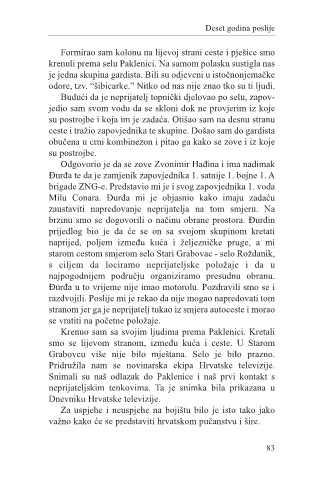 Deset godina poslije
Formirao sam kolonu na lijevoj strani ceste i pješice smo
krenuli prema selu Paklenici. Na samom polasku sustigla nas
je jedna skupina gardista. Bili su odjeveni u istočnonjemačke
odore, tzv. “šibicarke.” Nitko od nas nije znao tko su ti ljudi.
Budući da je neprijatelj topnički djelovao po selu, zapov-
jedio sam svom vodu da se skloni dok ne provjerim iz koje
su postrojbe i koja im je zadaća. Otišao sam na desnu stranu
ceste i tražio zapovjednika te skupine. Došao sam do gardista
obučena u crni kombinezon i pitao ga kako se zove i iz koje
su postrojbe.
Odgovorio je da se zove Zvonimir Hađina i ima nadimak
Đurđa te da je zamjenik zapovjednika 1. satnije 1. bojne 1. A
brigade ZNG-e. Predstavio mi je i svog zapovjednika 1. voda
Milu Conara. Đurđa mi je objasnio kako imaju zadaću
zaustaviti napredovanje neprijatelja na tom smjeru. Na
brzinu smo se dogovorili o načinu obrane prostora. Đurđin
prijedlog bio je da će se on sa svojom skupinom kretati
naprijed, poljem između kuća i željezničke pruge, a mi
starom cestom smjerom selo Stari Grabovac - selo Roždanik,
s ciljem da lociramo neprijateljske položaje i da u
najpogodnijem području organiziramo presudnu obranu.
Đurđa u to vrijeme nije imao motorolu. Pozdravili smo se i
razdvojili. Poslije mi je rekao da nije mogao napredovati tom
stranom jer ga je neprijatelj tukao iz smjera autoceste i morao
se vratiti na početne položaje.
Krenuo sam sa svojim ljudima prema Paklenici. Kretali
smo se lijevom stranom, između kuća i ceste. U Starom
Grabovcu više nije bilo mještana. Selo je bilo prazno.
Pridružila nam se novinarska ekipa Hrvatske televizije.
Snimali su naš odlazak do Paklenice i naš prvi kontakt s
neprijateljskim tenkovima. Ta je snimka bila prikazana u
Dnevniku Hrvatske televizije.
Za uspjehe i neuspjehe na bojištu bilo je isto tako jako
važno kako će se predstaviti hrvatskom pučanstvu i šire.
83